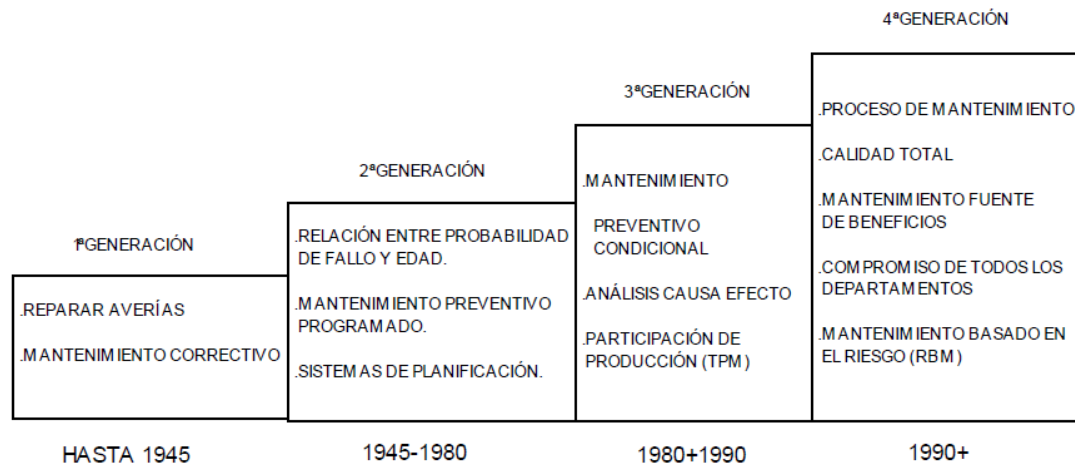 1ªGENERACIÓN
.REPARAR AVERÍAS
.MANTENIMIENTO CORRECTIVO
HASTA 1945
2ªGENERACIÓN
.RELACIÓN ENTRE PROBABILIDAD
DE FALLO Y EDAD.
.MANTENIMIENTO PREVENTIVO
PROGRAMADO.
.SISTEMAS DE PLANIFICACIÓN.
1945-1980
3ªGENERACIÓN
.MANTENIMIENTO
PREVENTIVO
CONDICIONAL
.ANÁLISIS CAUSA EFECTO
.PARTICIPACIÓN DE
PRODUCCIÓN (TPM)
1980+1990
4ªGENERACIÓN
.PROCESO DE MANTENIMIENTO
.CALIDAD TOTAL
.MANTENIMIENTO FUENTE
DE BENEFICIOS
.COMPROMISO DE TODOS LOS
DEPARTAMENTOS
.MANTENIMIENTO BASADO EN
EL RIESGO (RBM)
1990+